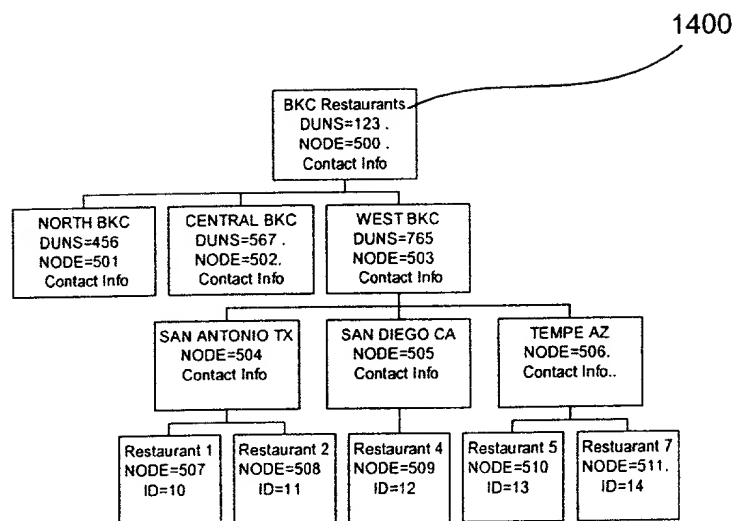 1400
BKC Restaurants
DUNS=123 .
NODE=500 .
Contact Info
NORTH BKC
DUNS=456
NODE=501
Contact Info
CENTRAL BKC
DUNS=567 .
NODE=502.
Contact Info
WEST BKC
DUNS=765
NODE=503
Contact Info
SAN ANTONIO TX
NODE=504
Contact Info
SAN DIEGO CA
NODE=505
Contact Info
TEMPE AZ
NODE=506.
Contact Info..
Restaurant 1
NODE=507
ID=10
Restaurant 2
NODE=508
ID=11
Restaurant 4
NODE=509
ID=12
Restaurant 5
NODE=510
ID=13
Restuarant 7
NODE=511.
ID=14